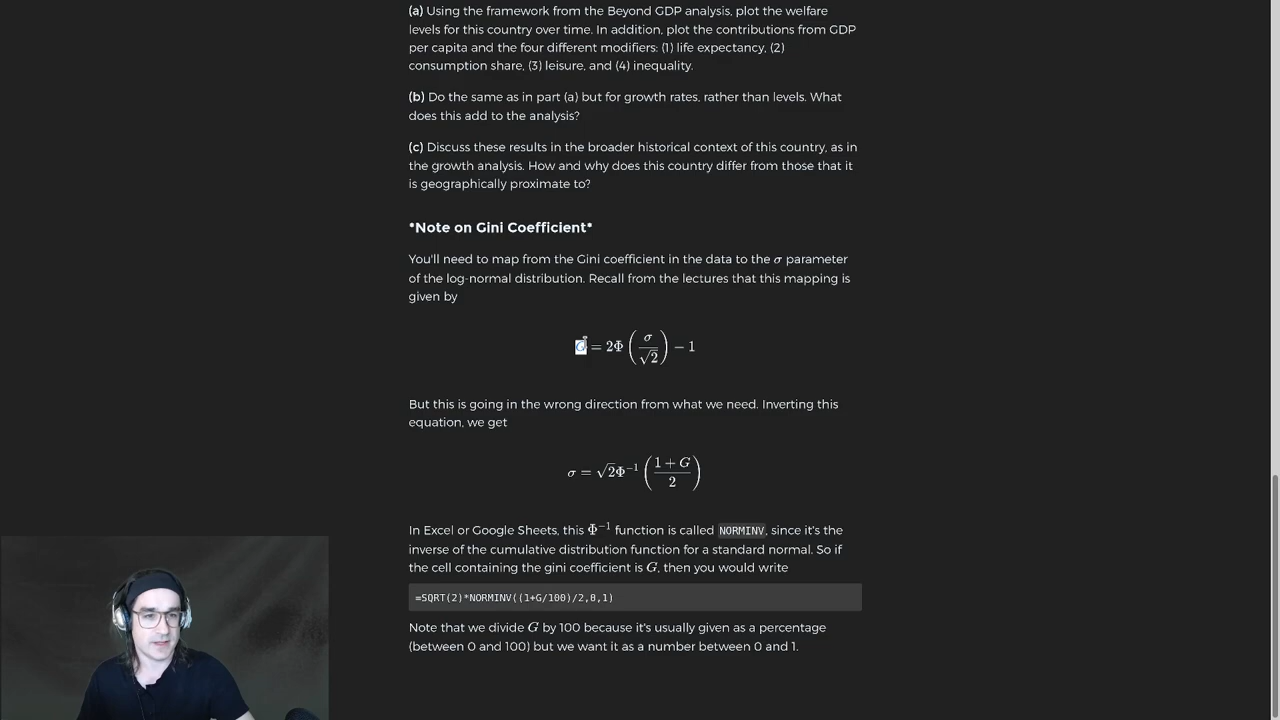 (a) Using the framework from the Beyond GDP analysis, plot the welfare
levels for this country over time. In addition, plot the contributions from GDP
per capita and the four different modifiers: (1) life expectancy, (2)
consumption share, (3) leisure, and (4) inequality.
(b) Do the same as in part (a) but for growth rates, rather than levels. What
does this add to the analysis?
(c) Discuss these results in the broader historical context of this country, as in
the growth analysis. How and why does this country differ from those that it
is geographically proximate to?
*Note on Gini Coefficient*
You'll need to map from the Gini coefficient in the data to the σ parameter
of the log-normal distribution. Recall from the lectures that this mapping is
given by
G = 2Φ(σ/√2) − 1
But this is going in the wrong direction from what we need. Inverting this
equation, we get
σ = √2Φ⁻¹((1 + G)/2)
In Excel or Google Sheets, this Φ⁻¹ function is called NORMINV, since it's the
inverse of the cumulative distribution function for a standard normal. So if
the cell containing the gini coefficient is G, then you would write
=SQRT(2)*NORMINV((1+G/100)/2,0,1)
Note that we divide G by 100 because it's usually given as a percentage
(between 0 and 100) but we want it as a number between 0 and 1.